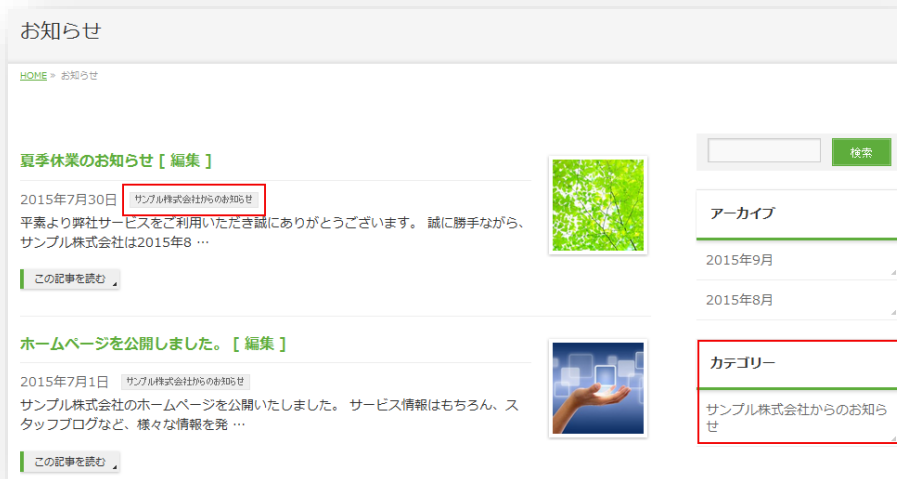 お知らせ
HOME » お知らせ
夏季休業のお知らせ [ 編集 ]
2015年7月30日 サンプル株式会社からのお知らせ
平素より弊社サービスをご利用いただき誠にありがとうございます。 誠に勝手ながら、
サンプル株式会社は2015年8 …
この記事を読む
ホームページを公開しました。 [ 編集 ]
2015年7月1日 サンプル株式会社からのお知らせ
サンプル株式会社のホームページを公開いたしました。 サービス情報はもちろん、ス
タッフブログなど、様々な情報を発 …
この記事を読む
検索
アーカイブ
2015年9月
2015年8月
カテゴリー
サンプル株式会社からのお知ら
せ